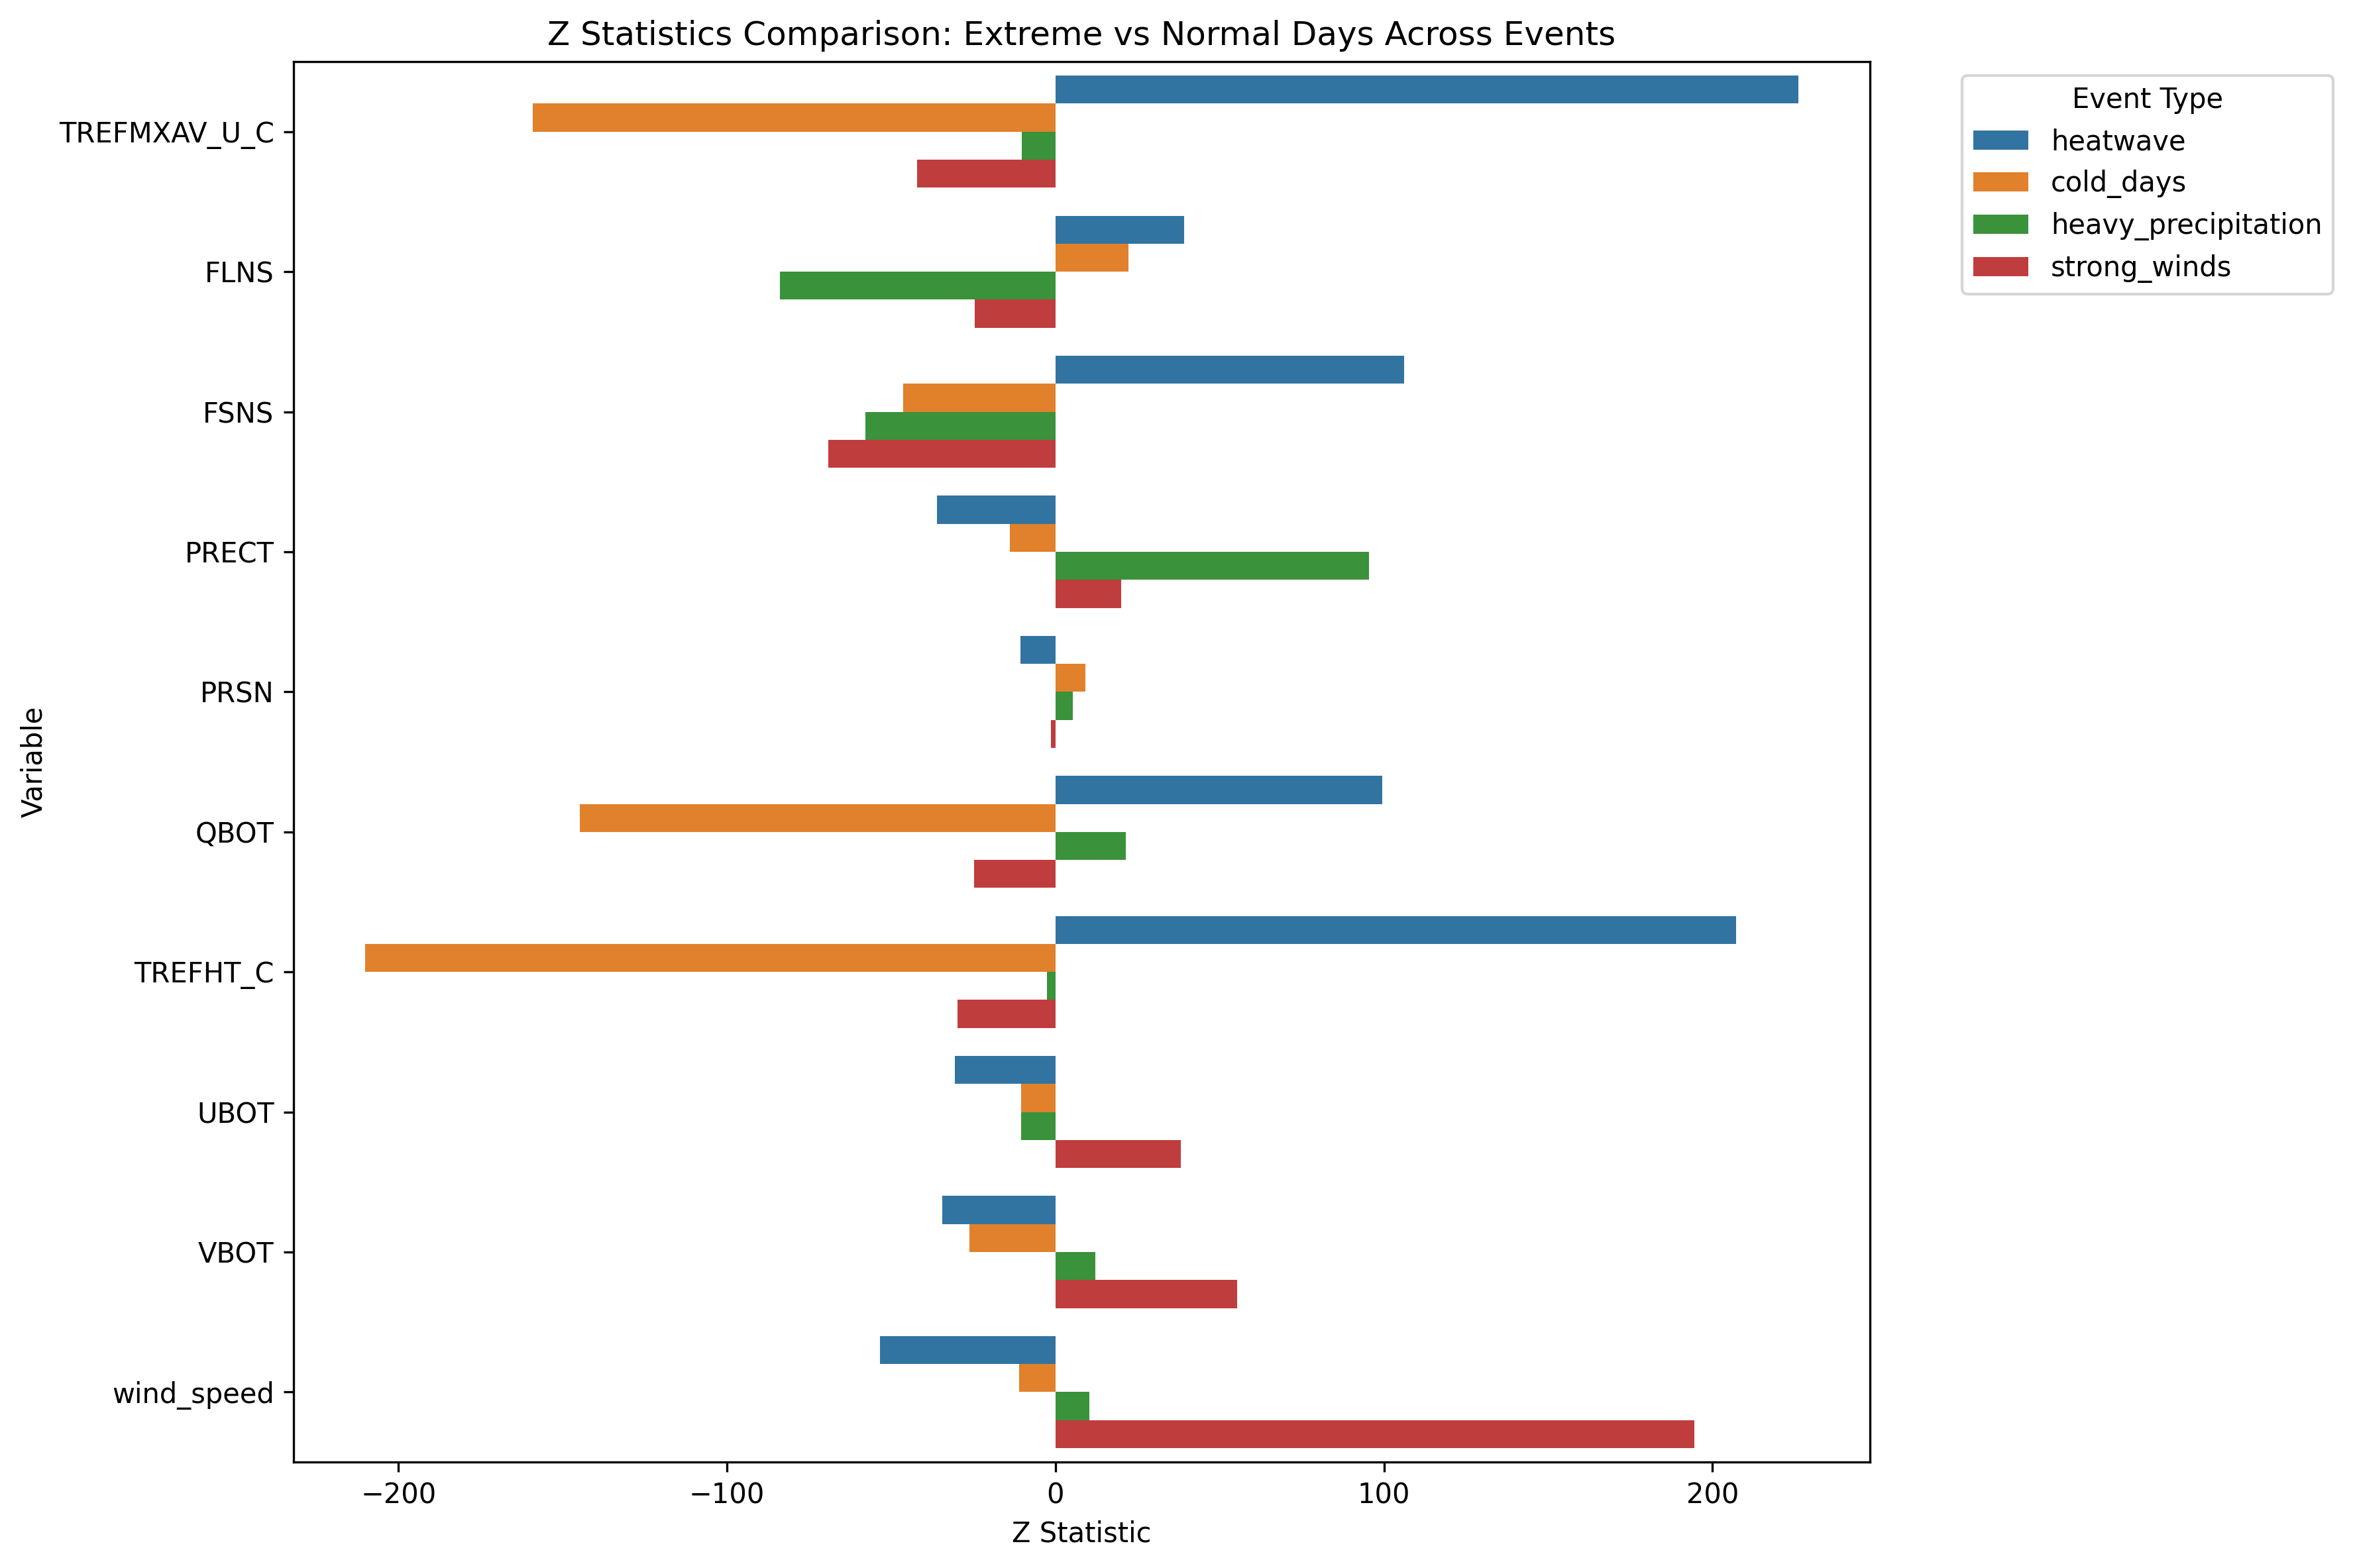 Z Statistics Comparison: Extreme vs Normal Days Across Events
TREFMXAV_U_C
FLNS
FSNS
PRECT
PRSN
QBOT
TREFHT_C
UBOT
VBOT
wind_speed
Variable
−200
−100
0
100
200
Z Statistic
Event Type
heatwave
cold_days
heavy_precipitation
strong_winds